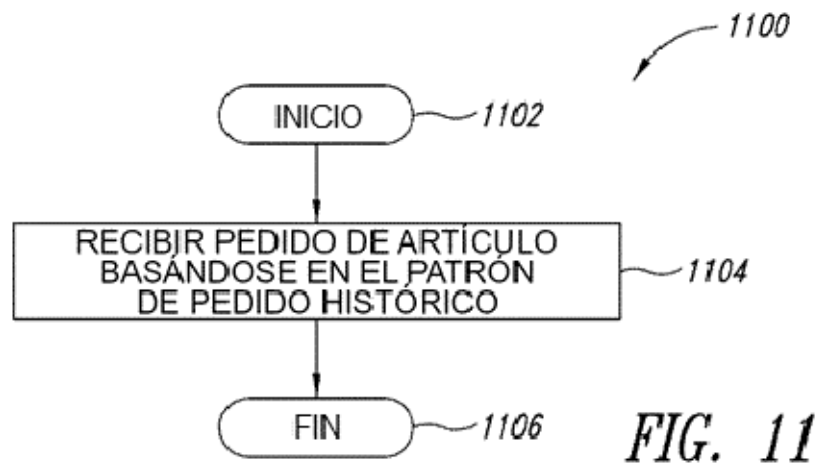 1100
INICIO 1102
RECIBIR PEDIDO DE ARTÍCULO
BASÁNDOSE EN EL PATRÓN
DE PEDIDO HISTÓRICO
1104
FIN 1106
FIG. 11